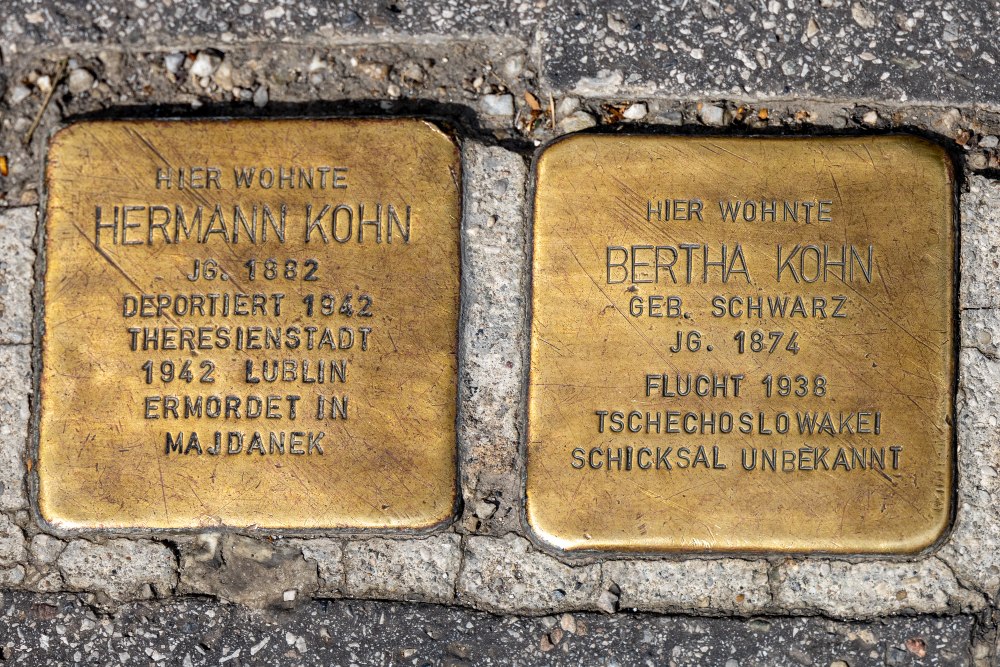 HIER WOHNTE
HERMANN KOHN
JG. 1882
DEPORTIERT 1942
THERESIENSTADT
1942 LUBLIN
ERMORDET IN
MAJDANEK
HIER WOHNTE
BERTHA KOHN
GEB. SCHWARZ
JG. 1874
FLUCHT 1938
TSCHECHOSLOWAKEI
SCHICKSAL UNBEKANNT